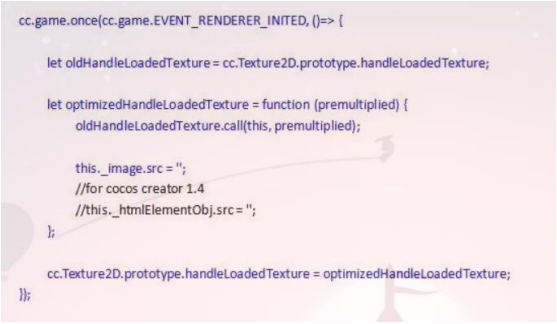 cc.game.once(cc.game.EVENT_RENDERER_INITED, ()=> {
let oldHandleLoadedTexture = cc.Texture2D.prototype.handleLoadedTexture;
let optimizedHandleLoadedTexture = function (premultiplied) {
oldHandleLoadedTexture.call(this, premultiplied);
this._image.src = '';
//for cocos creator 1.4
//this._htmlElementObj.src = '';
};
cc.Texture2D.prototype.handleLoadedTexture = optimizedHandleLoadedTexture;
});